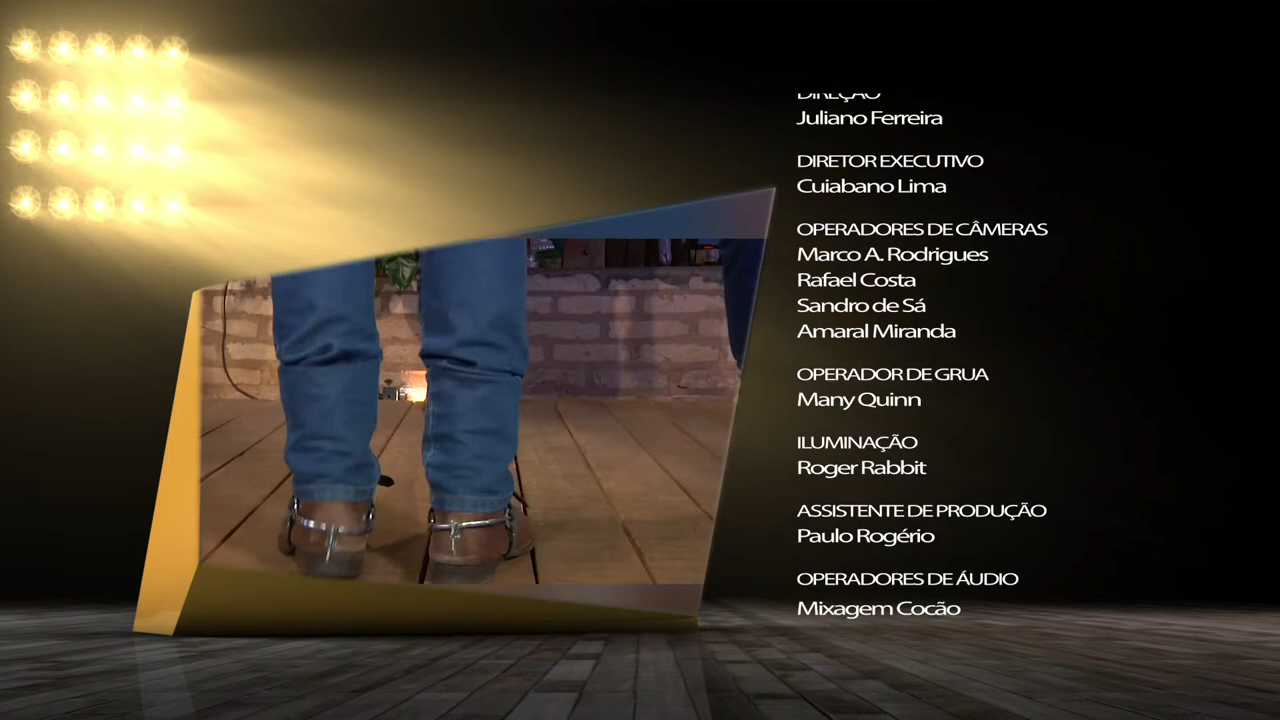 DIREÇÃO
Juliano Ferreira
DIRETOR EXECUTIVO
Cuiabano Lima
OPERADORES DE CÂMERAS
Marco A. Rodrigues
Rafael Costa
Sandro de Sá
Amaral Miranda
OPERADOR DE GRUA
Many Quinn
ILUMINAÇÃO
Roger Rabbit
ASSISTENTE DE PRODUÇÃO
Paulo Rogério
OPERADORES DE ÁUDIO
Mixagem Cocão